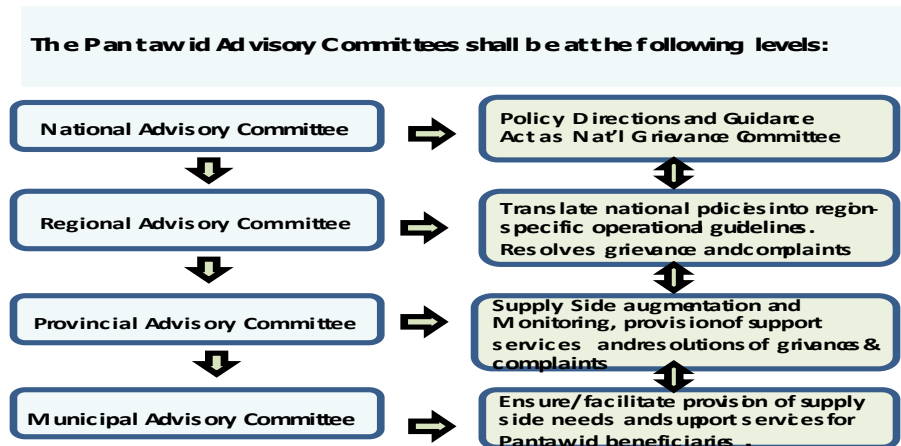 The Pantawid Advisory Committees shall be at the following levels:
National Advisory Committee
Policy Directions and Guidance
Act as Nat'l Grievance Committee
Regional Advisory Committee
Translate national policies into region-
specific operational guidelines.
Resolves grievance and complaints
Provincial Advisory Committee
Supply Side augmentation and
Monitoring, provision of support
services and resolutions of grivances &
complaints
Municipal Advisory Committee
Ensure/facilitate provision of supply
side needs and support services for
Pantawid beneficiaries .